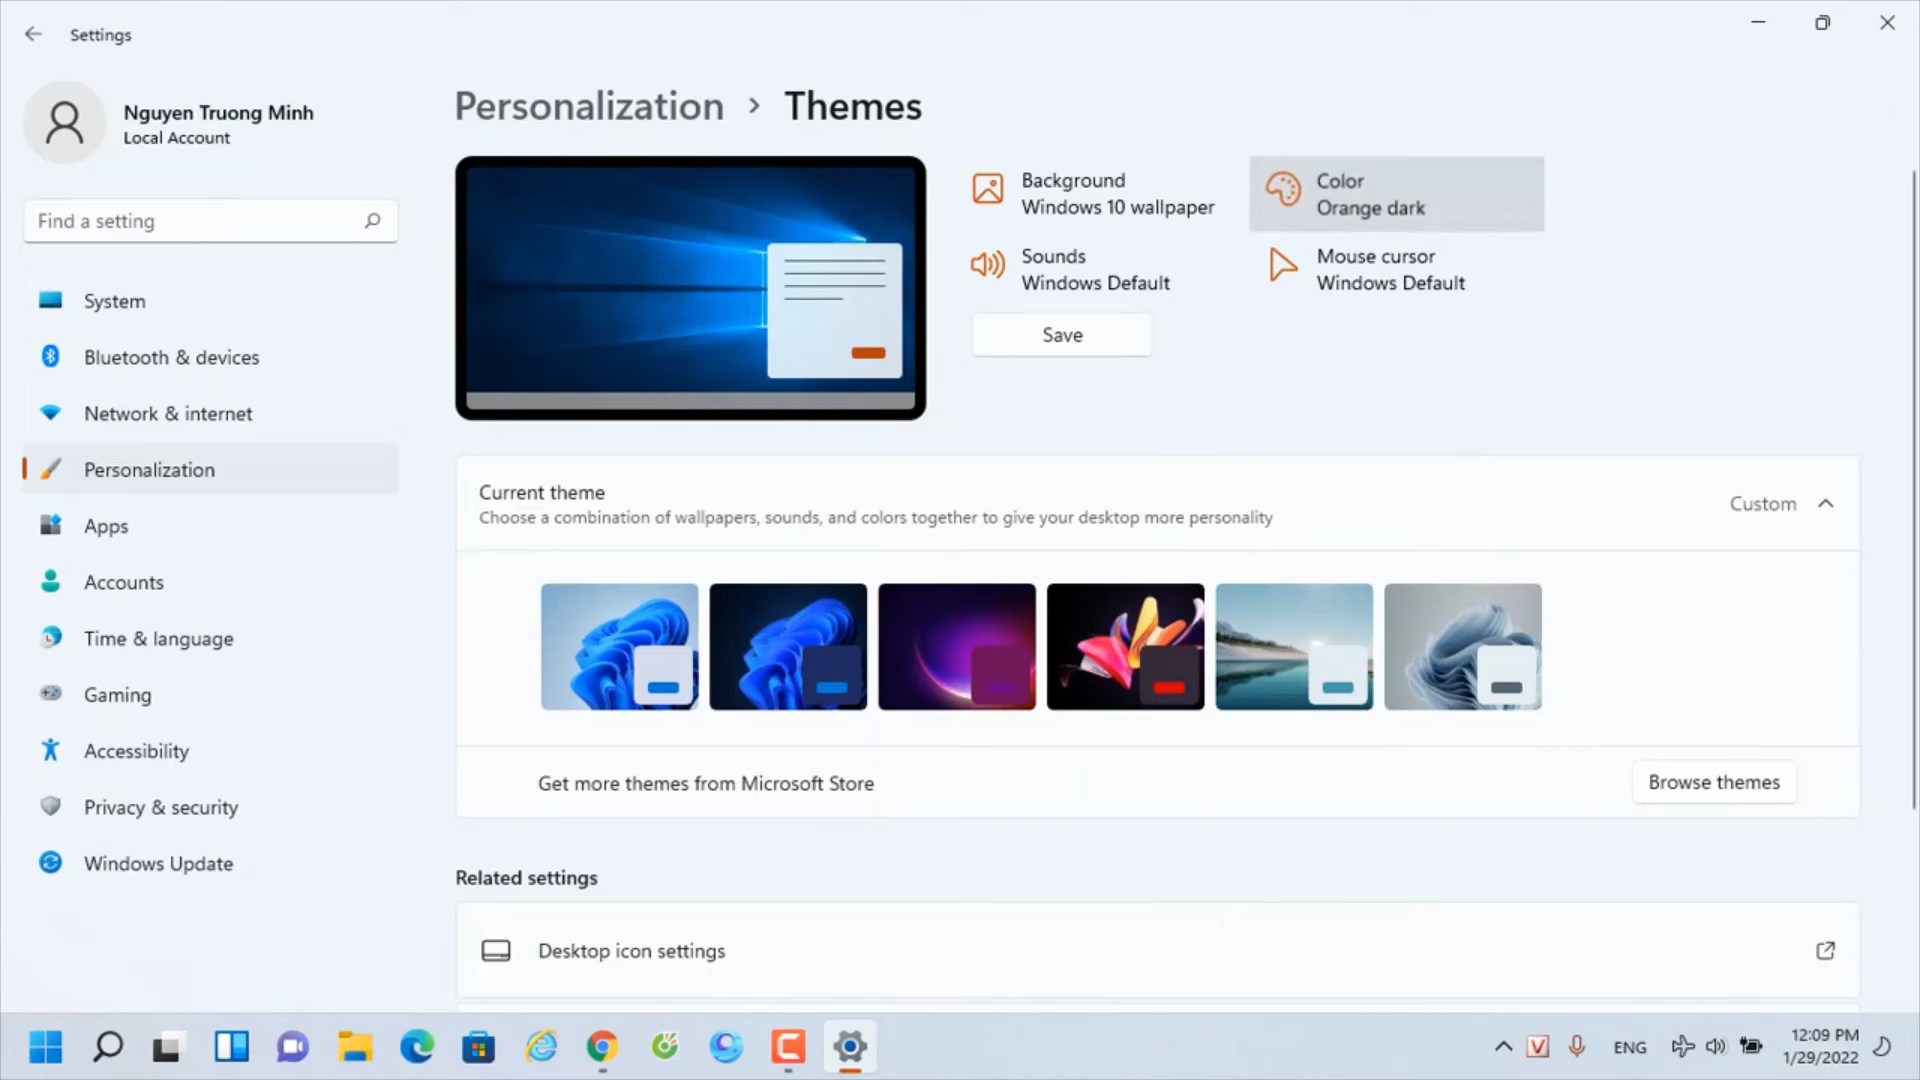 Settings
Nguyen Truong Minh
Local Account
Find a setting
System
Bluetooth & devices
Network & internet
Personalization
Apps
Accounts
Time & language
Gaming
Accessibility
Privacy & security
Windows Update
Personalization > Themes
Background
Windows 10 wallpaper
Color
Orange dark
Sounds
Windows Default
Mouse cursor
Windows Default
Save
Current theme
Choose a combination of wallpapers, sounds, and colors together to give your desktop more personality
Custom
Get more themes from Microsoft Store
Browse themes
Related settings
Desktop icon settings
V
ENG
12:09 PM
1/29/2022